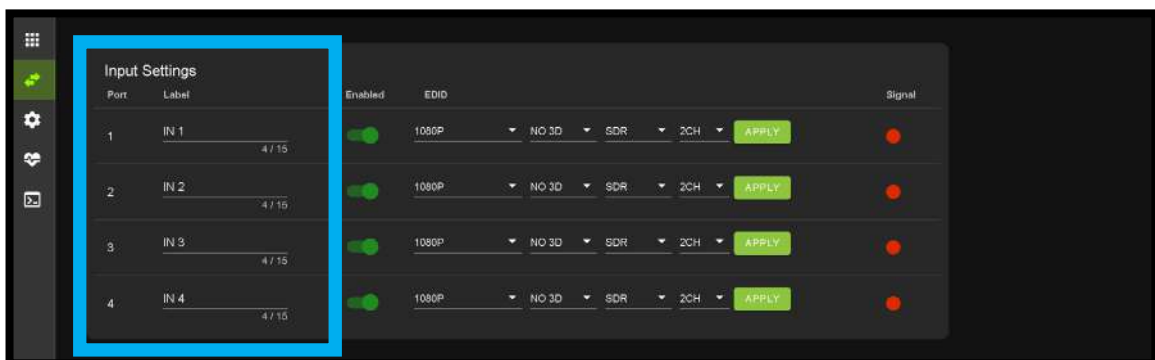 Input Settings
Port Label Enabled EDID Signal
1 IN 1 1080P NO 3D SDR 2CH APPLY
4 / 15
2 IN 2 1080P NO 3D SDR 2CH APPLY
4 / 15
3 IN 3 1080P NO 3D SDR 2CH APPLY
4 / 15
4 IN 4 1080P NO 3D SDR 2CH APPLY
4 / 15